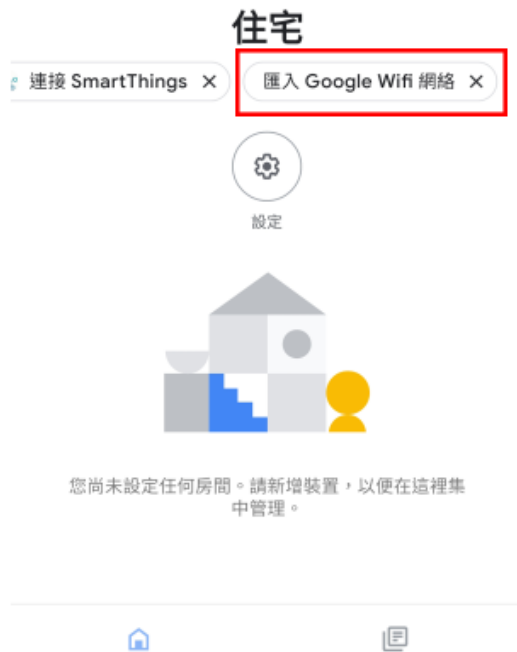 住宅
連接 SmartThings ×
匯入 Google Wifi 網絡 ×
設定
您尚未設定任何房間。請新增裝置，以便在這裡集
中管理。